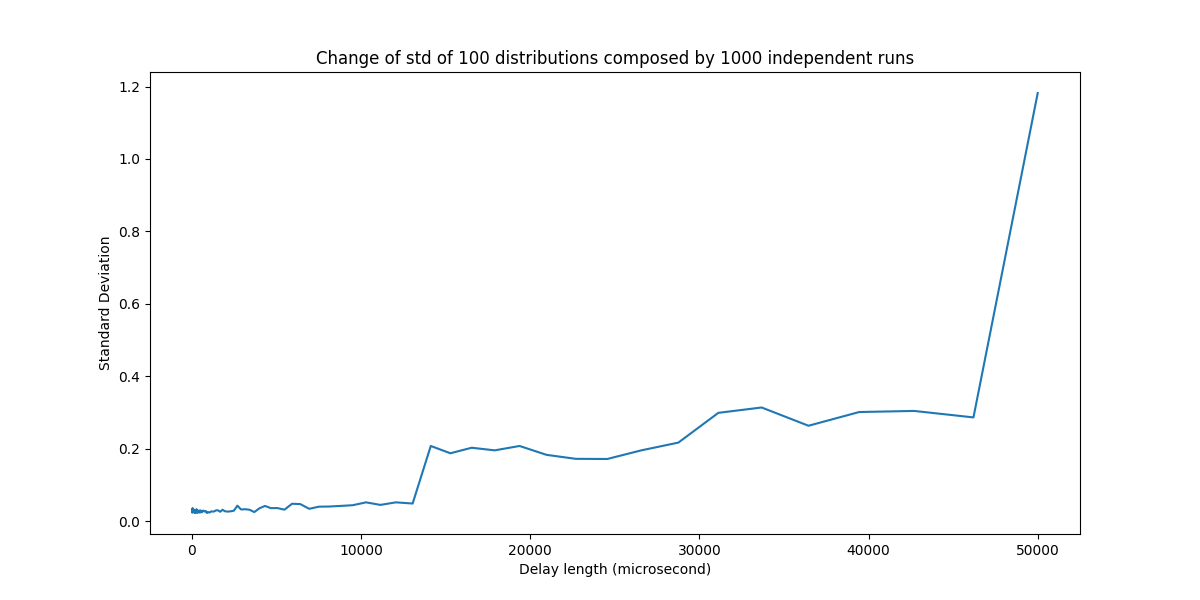 Change of std of 100 distributions composed by 1000 independent runs
1.2
1.0
0.8
0.6
0.4
0.2
0.0
Standard Deviation
0 10000 20000 30000 40000 50000
Delay length (microsecond)